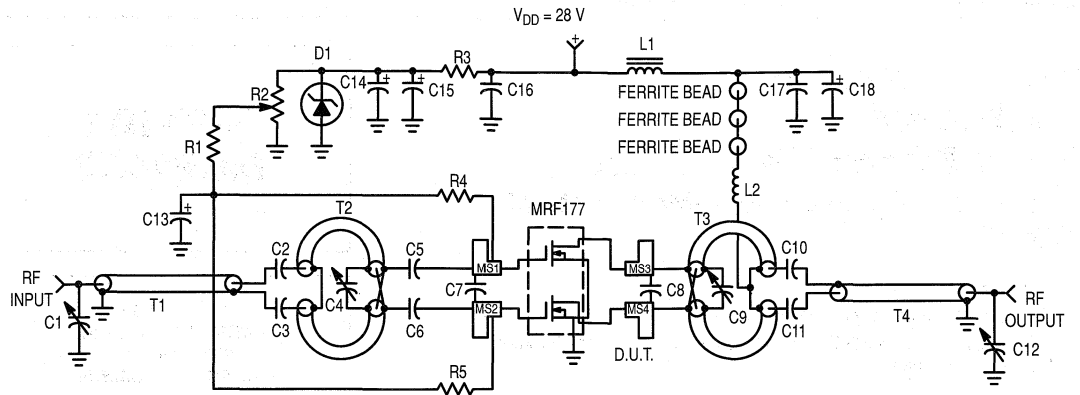 V_DD = 28 V
D1
R3
L1
C14
C15
C16
FERRITE BEAD
C17
C18
R2
FERRITE BEAD
R1
FERRITE BEAD
R4
L2
MRF177
C13
T2
T3
C2
C5
C10
RF
INPUT
MS1
MS3
T1
C4
C7
C8
C9
T4
RF
OUTPUT
C1
C3
C6
MS2
MS4
C11
C12
D.U.T.
R5